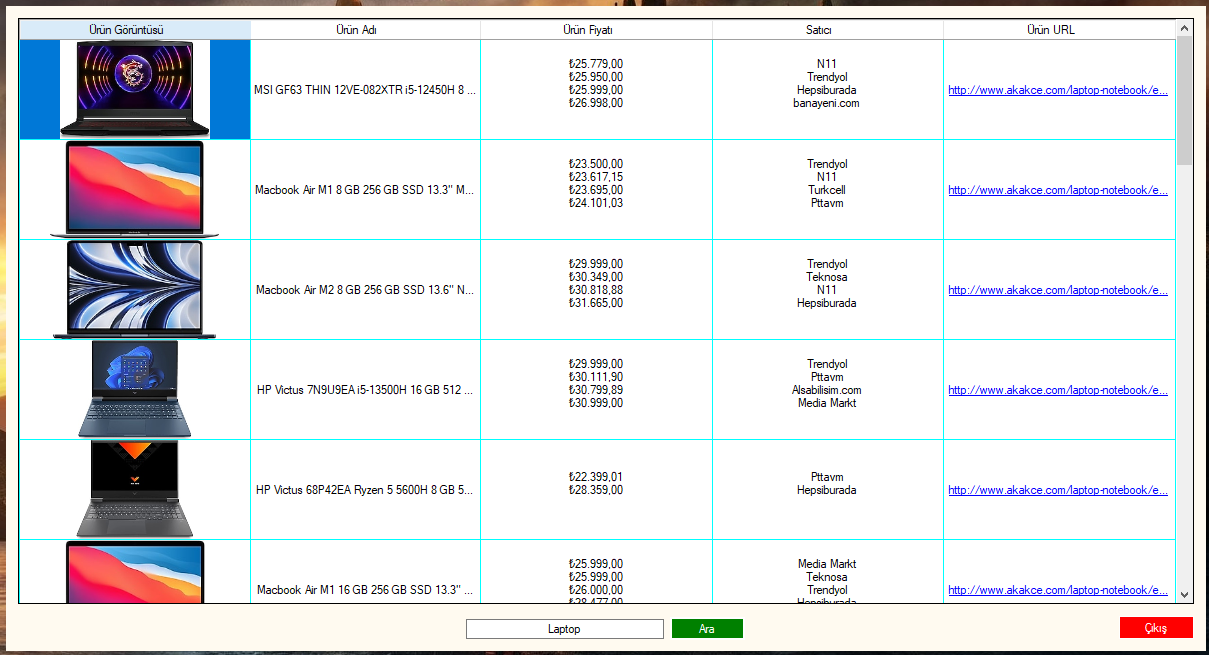 Ürün Görüntüsü Ürün Adı Ürün Fiyatı Satıcı Ürün URL
MSI GF63 THIN 12VE-082XTR i5-12450H 8 ...
₺25.779,00
₺25.950,00
₺25.999,00
₺26.998,00
N11
Trendyol
Hepsiburada
banayeni.com
http://www.akakce.com/laptop-notebook/e...
Macbook Air M1 8 GB 256 GB SSD 13.3" M...
₺23.500,00
₺23.617,15
₺23.695,00
₺24.101,03
Trendyol
N11
Turkcell
Pttavm
http://www.akakce.com/laptop-notebook/e...
Macbook Air M2 8 GB 256 GB SSD 13.6" N...
₺29.999,00
₺30.349,00
₺30.818,88
₺31.665,00
Trendyol
Teknosa
N11
Hepsiburada
http://www.akakce.com/laptop-notebook/e...
HP Victus 7N9U9EA i5-13500H 16 GB 512 ...
₺29.999,00
₺30.111,90
₺30.799,89
₺30.999,00
Trendyol
Pttavm
Alsabilisim.com
Media Markt
http://www.akakce.com/laptop-notebook/e...
HP Victus 68P42EA Ryzen 5 5600H 8 GB 5...
₺22.399,01
₺28.359,00
Pttavm
Hepsiburada
http://www.akakce.com/laptop-notebook/e...
Macbook Air M1 16 GB 256 GB SSD 13.3" ...
₺25.999,00
₺25.999,00
₺26.000,00
₺28.477,00
Media Markt
Teknosa
Trendyol
Hepsiburada
http://www.akakce.com/laptop-notebook/e...
Laptop Ara Çıkış